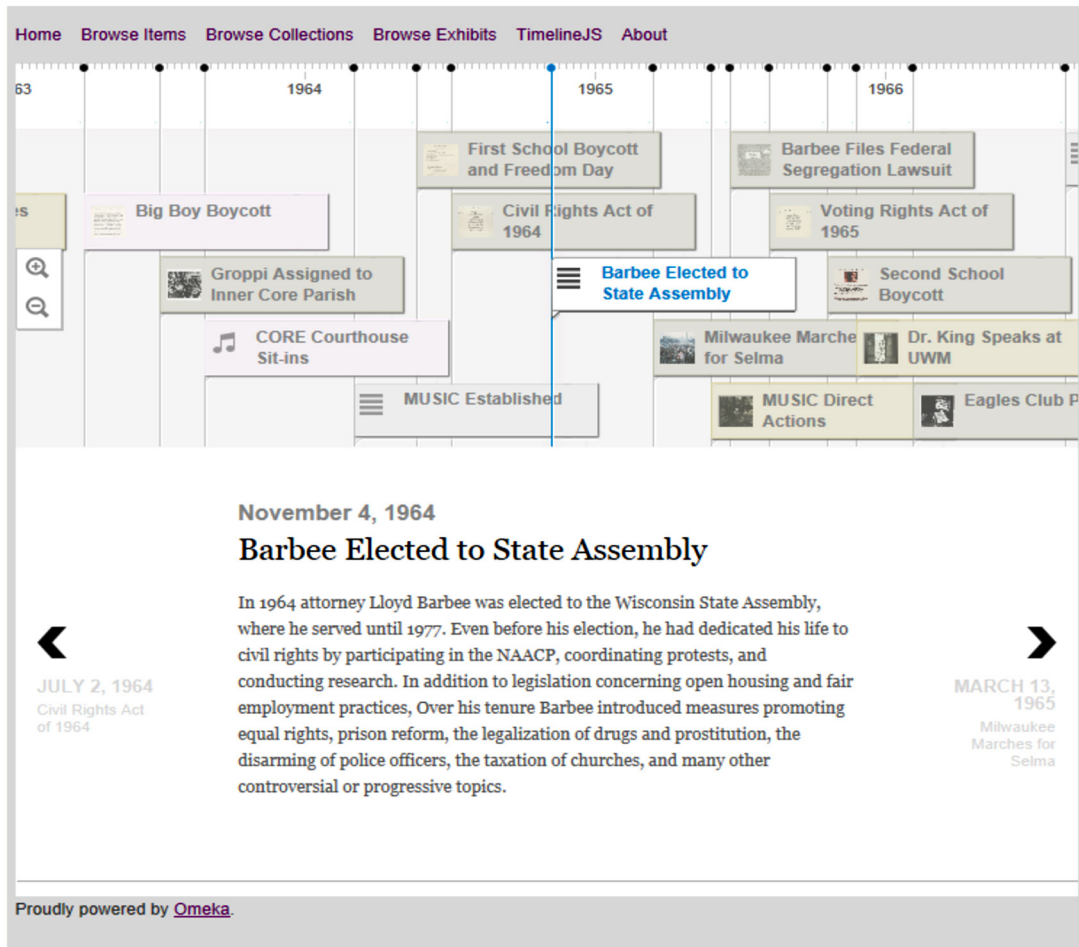 Home Browse Items Browse Collections Browse Exhibits TimelineJS About
63 1964 1965 1966
First School Boycott
and Freedom Day
Barbee Files Federal
Segregation Lawsuit
es
Big Boy Boycott
Civil Rights Act of
1964
Voting Rights Act of
1965
Groppi Assigned to
Inner Core Parish
Barbee Elected to
State Assembly
Second School
Boycott
CORE Courthouse
Sit-ins
Milwaukee Marche
for Selma
Dr. King Speaks at
UWM
MUSIC Established
MUSIC Direct
Actions
Eagles Club P
November 4, 1964
Barbee Elected to State Assembly
In 1964 attorney Lloyd Barbee was elected to the Wisconsin State Assembly,
where he served until 1977. Even before his election, he had dedicated his life to
civil rights by participating in the NAACP, coordinating protests, and
conducting research. In addition to legislation concerning open housing and fair
employment practices, Over his tenure Barbee introduced measures promoting
equal rights, prison reform, the legalization of drugs and prostitution, the
disarming of police officers, the taxation of churches, and many other
controversial or progressive topics.
JULY 2, 1964
Civil Rights Act
of 1964
MARCH 13,
1965
Milwaukee
Marches for
Selma
Proudly powered by Omeka.